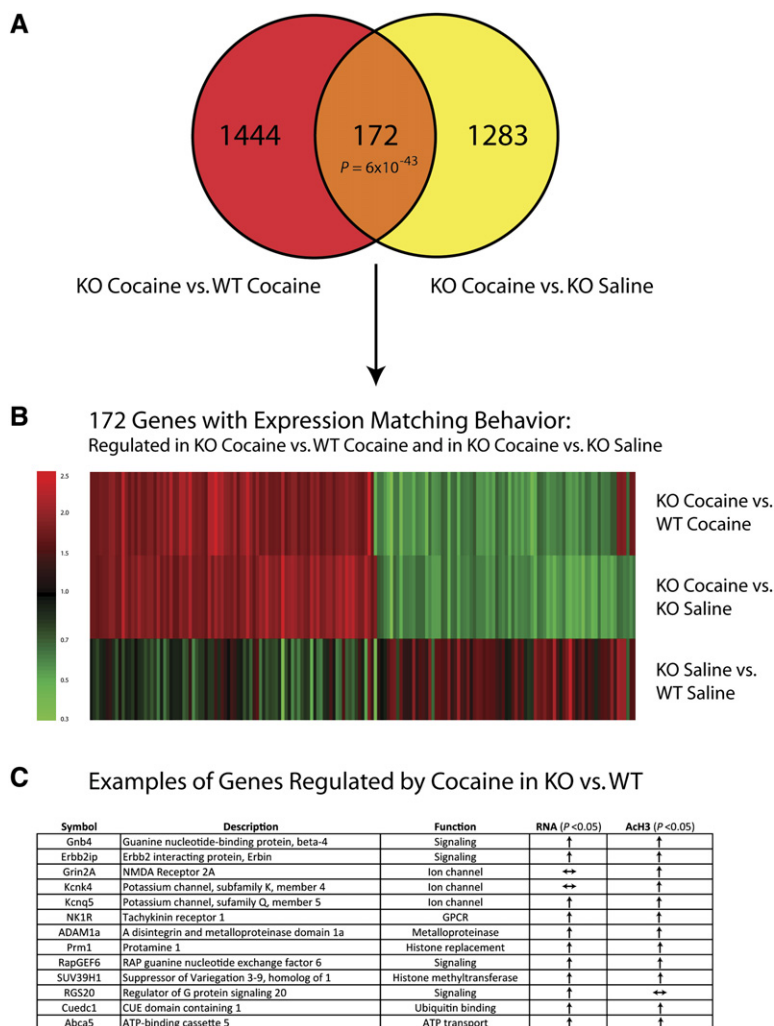 A
1444
172
1283
P = 6x10^-43
KO Cocaine vs. WT Cocaine
KO Cocaine vs. KO Saline
B
172 Genes with Expression Matching Behavior:
Regulated in KO Cocaine vs. WT Cocaine and in KO Cocaine vs. KO Saline
2.5
2.0
1.5
1.0
0.7
0.5
0.3
KO Cocaine vs.
WT Cocaine
KO Cocaine vs.
KO Saline
KO Saline vs.
WT Saline
C
Examples of Genes Regulated by Cocaine in KO vs. WT
Symbol Description Function RNA (P<0.05) AcH3 (P<0.05)
Gnb4 Guanine nucleotide-binding protein, beta-4 Signaling ↑ ↑
Erbb2ip Erbb2 interacting protein, Erbin Signaling ↑ ↑
Grin2A NMDA Receptor 2A Ion channel ↔ ↑
Kcnk4 Potassium channel, subfamily K, member 4 Ion channel ↔ ↑
Kcnq5 Potassium channel, sufamily Q, member 5 Ion channel ↑ ↑
NK1R Tachykinin receptor 1 GPCR ↑ ↑
ADAM1a A disintegrin and metalloproteinase domain 1a Metalloproteinase ↑ ↑
Prm1 Protamine 1 Histone replacement ↑ ↑
RapGEF6 RAP guanine nucleotide exchange factor 6 Signaling ↑ ↑
SUV39H1 Suppressor of Variegation 3-9, homolog of 1 Histone methyltransferase ↑ ↑
RGS20 Regulator of G protein signaling 20 Signaling ↑ ↔
Cuedc1 CUE domain containing 1 Ubiquitin binding ↑ ↑
Abca5 ATP-binding cassette 5 ATP transport ↑ ↑